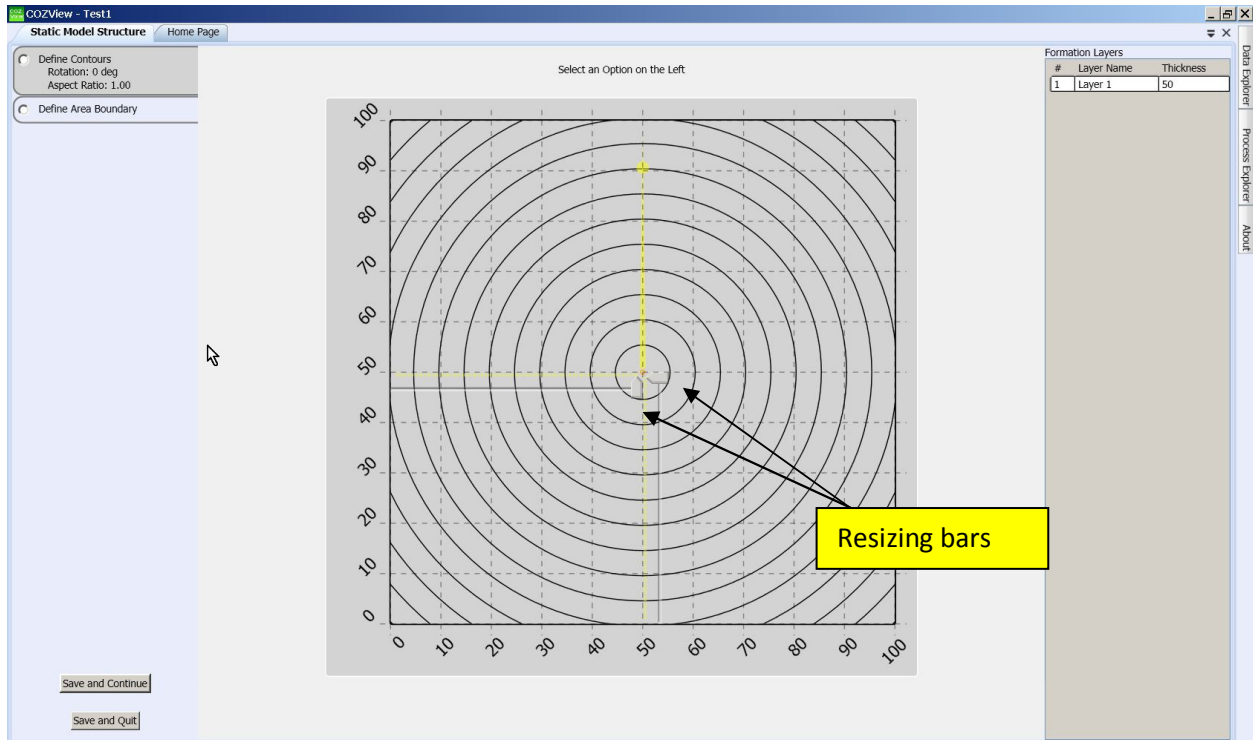 COZ View
COZView - Test1
Static Model Structure
Home Page
Define Contours
Rotation: 0 deg
Aspect Ratio: 1.00
Define Area Boundary
Select an Option on the Left
100
90
80
70
60
50
40
30
20
10
0
0 10 20 30 40 50 60 70 80 90 100
Resizing bars
Save and Continue
Save and Quit
Formation Layers
# Layer Name Thickness
1 Layer 1 50
Data Explorer
Process Explorer
About